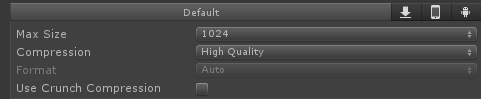 Default
Max Size 1024
Compression High Quality
Format Auto
Use Crunch Compression